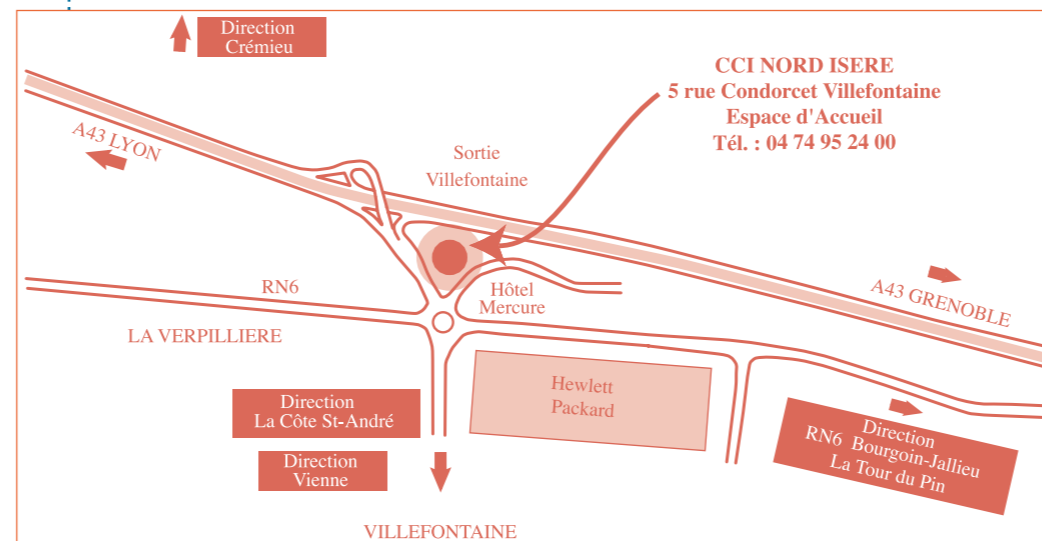 Direction
Crémieu
CCI NORD ISERE
5 rue Condorcet Villefontaine
Espace d'Accueil
Tél. : 04 74 95 24 00
A43 LYON
Sortie
Villefontaine
RN6
Hôtel
Mercure
A43 GRENOBLE
LA VERPILLIERE
Hewlett
Packard
Direction
La Côte St-André
Direction
RN6 Bourgoin-Jallieu
La Tour du Pin
Direction
Vienne
VILLEFONTAINE